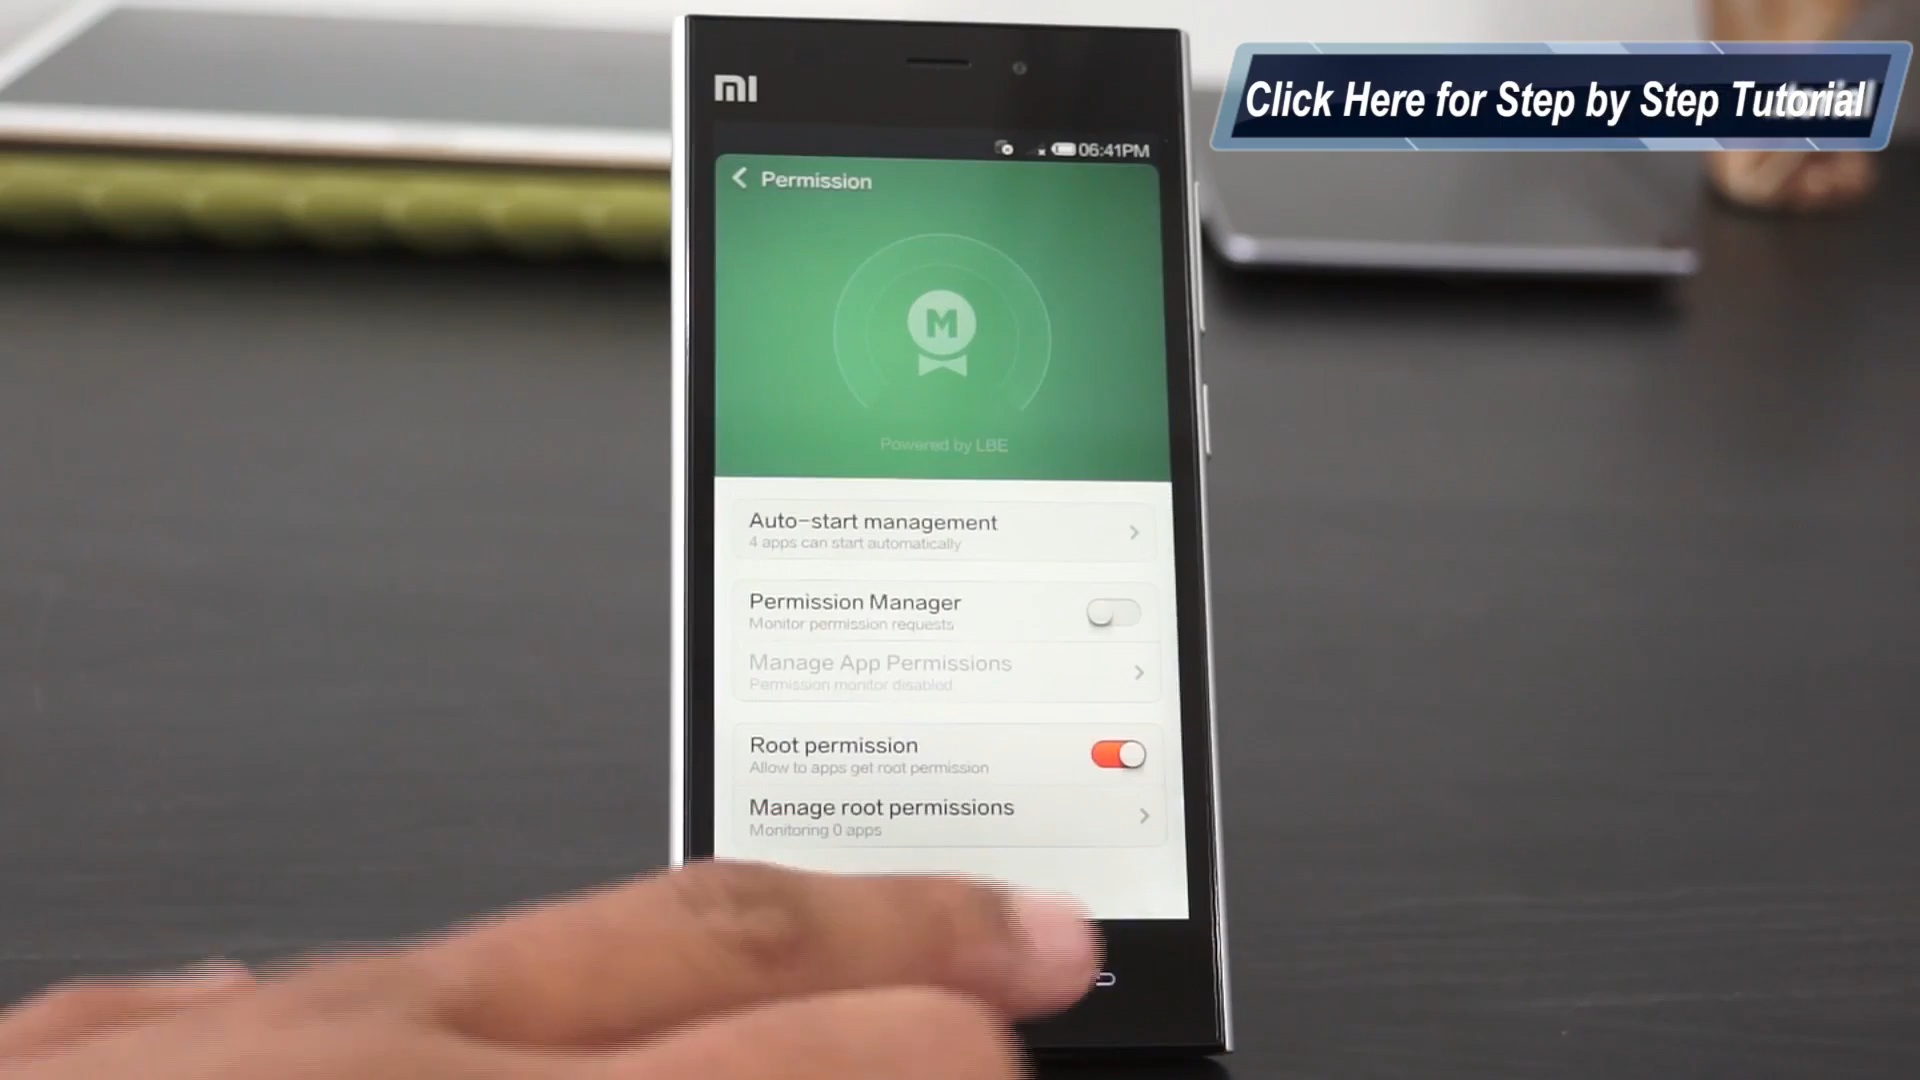 Click Here for Step by Step Tutorial
MI
06:41PM
Permission
M
Powered by LBE
Auto-start management
4 apps can start automatically
Permission Manager
Monitor permission requests
Manage App Permissions
Permission monitor disabled
Root permission
Allow to apps get root permission
Manage root permissions
Monitoring 0 apps